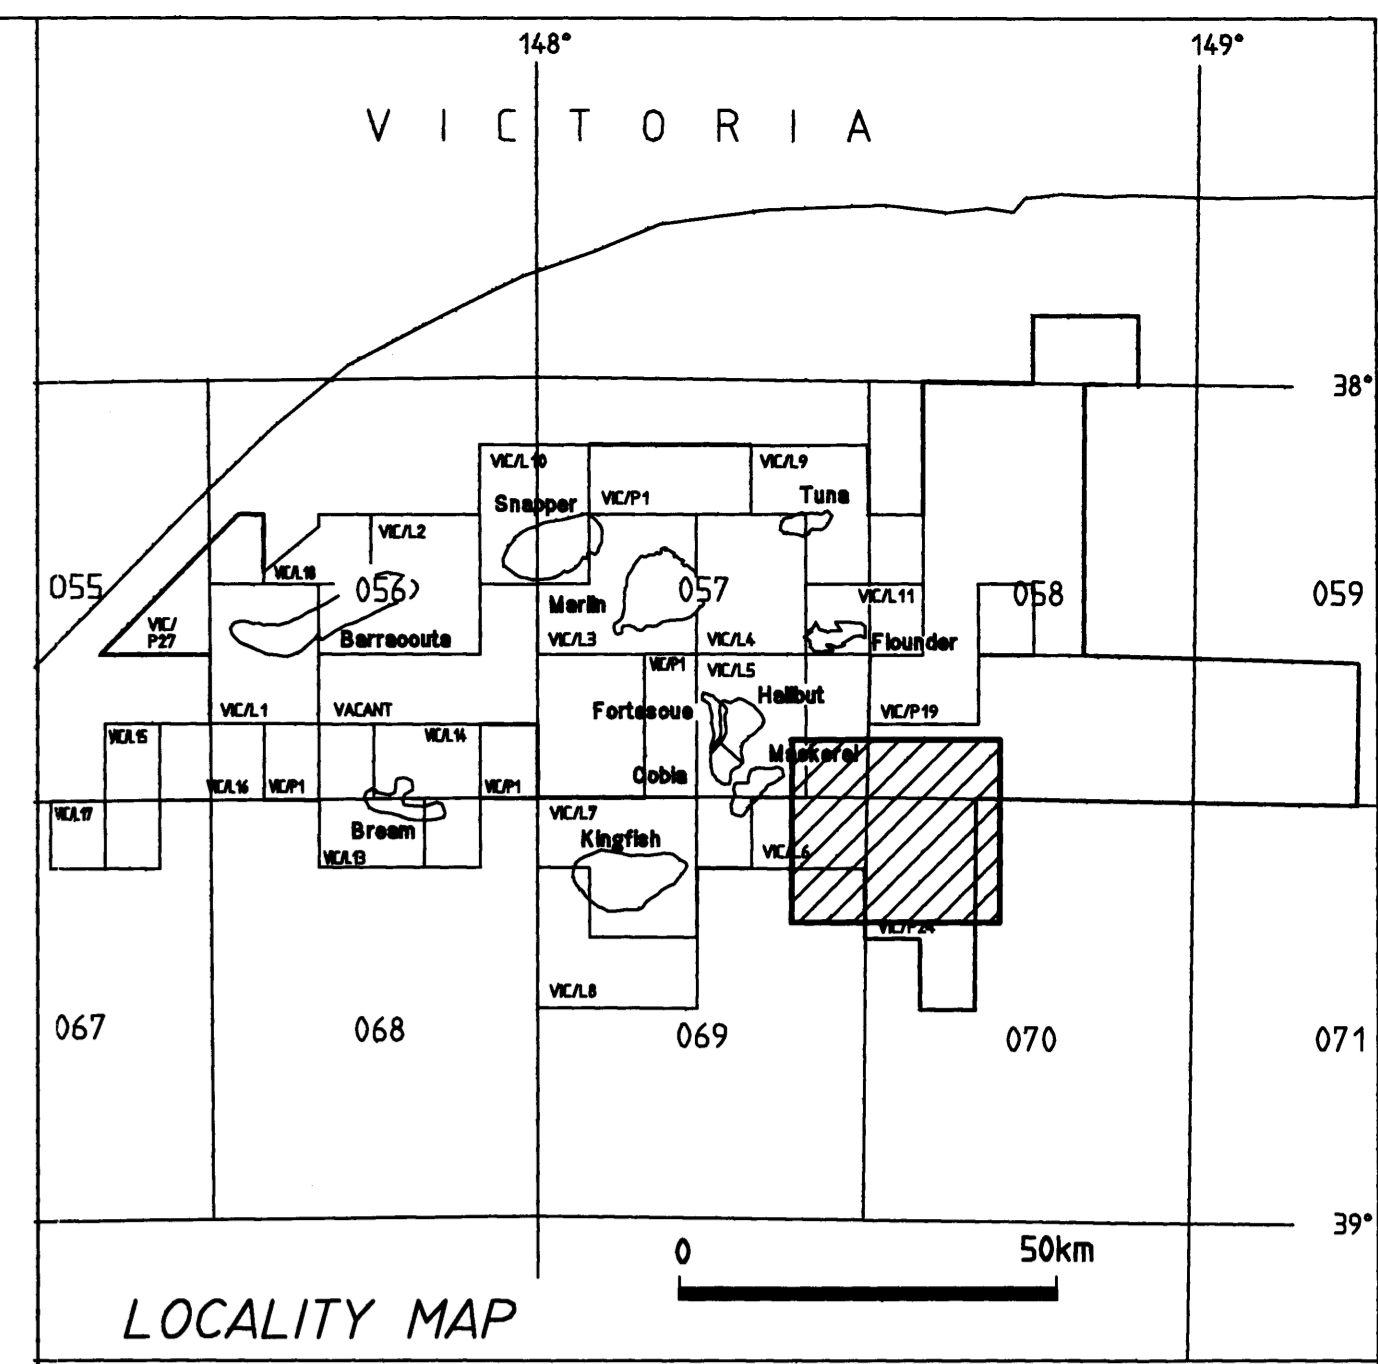 148° 149°
VICTORIA
38°
VIC/L10 VIC/L9
Snapper VIC/P1 Tuna
VIC/L2
VIC/L18
055 056 057 058 059
Marlin VIC/L11
VIC/
P27
Barracouta VIC/L3 VIC/L4 Flounder
VIC/P1 VIC/L5
Halibut
VIC/L1 VACANT Fortescue VIC/P19
VIC/L15 VIC/L14
Mackerel
Cobia
VIC/L16 VIC/P1 VIC/P1
VIC/L17 VIC/L7
Bream Kingfish
VIC/L13 VIC/L6
VIC/P24
VIC/L8
067 068 069 070 071
39°
0 50km
LOCALITY MAP